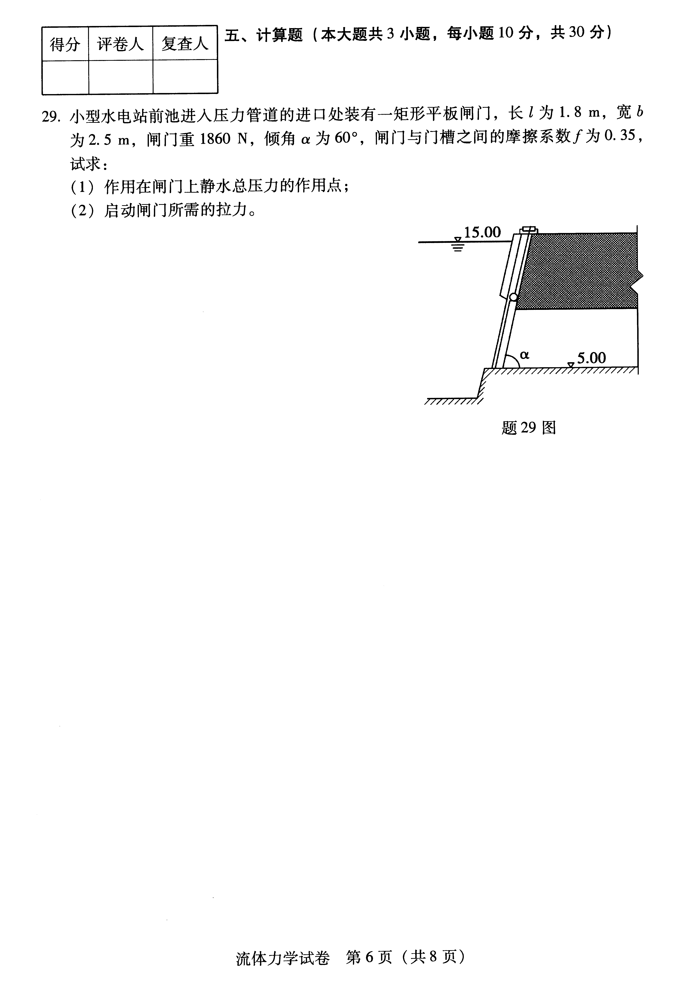 得分 评卷人 复查人
五、计算题（本大题共 3 小题，每小题 10 分，共 30 分）
29. 小型水电站前池进入压力管道的进口处装有一矩形平板闸门，长 l 为 1.8 m，宽 b
为 2.5 m，闸门重 1860 N，倾角 α 为 60°，闸门与门槽之间的摩擦系数 f 为 0.35，
试求：
（1）作用在闸门上静水总压力的作用点；
（2）启动闸门所需的拉力。
15.00
α
5.00
题 29 图
流体力学试卷 第 6 页（共 8 页）